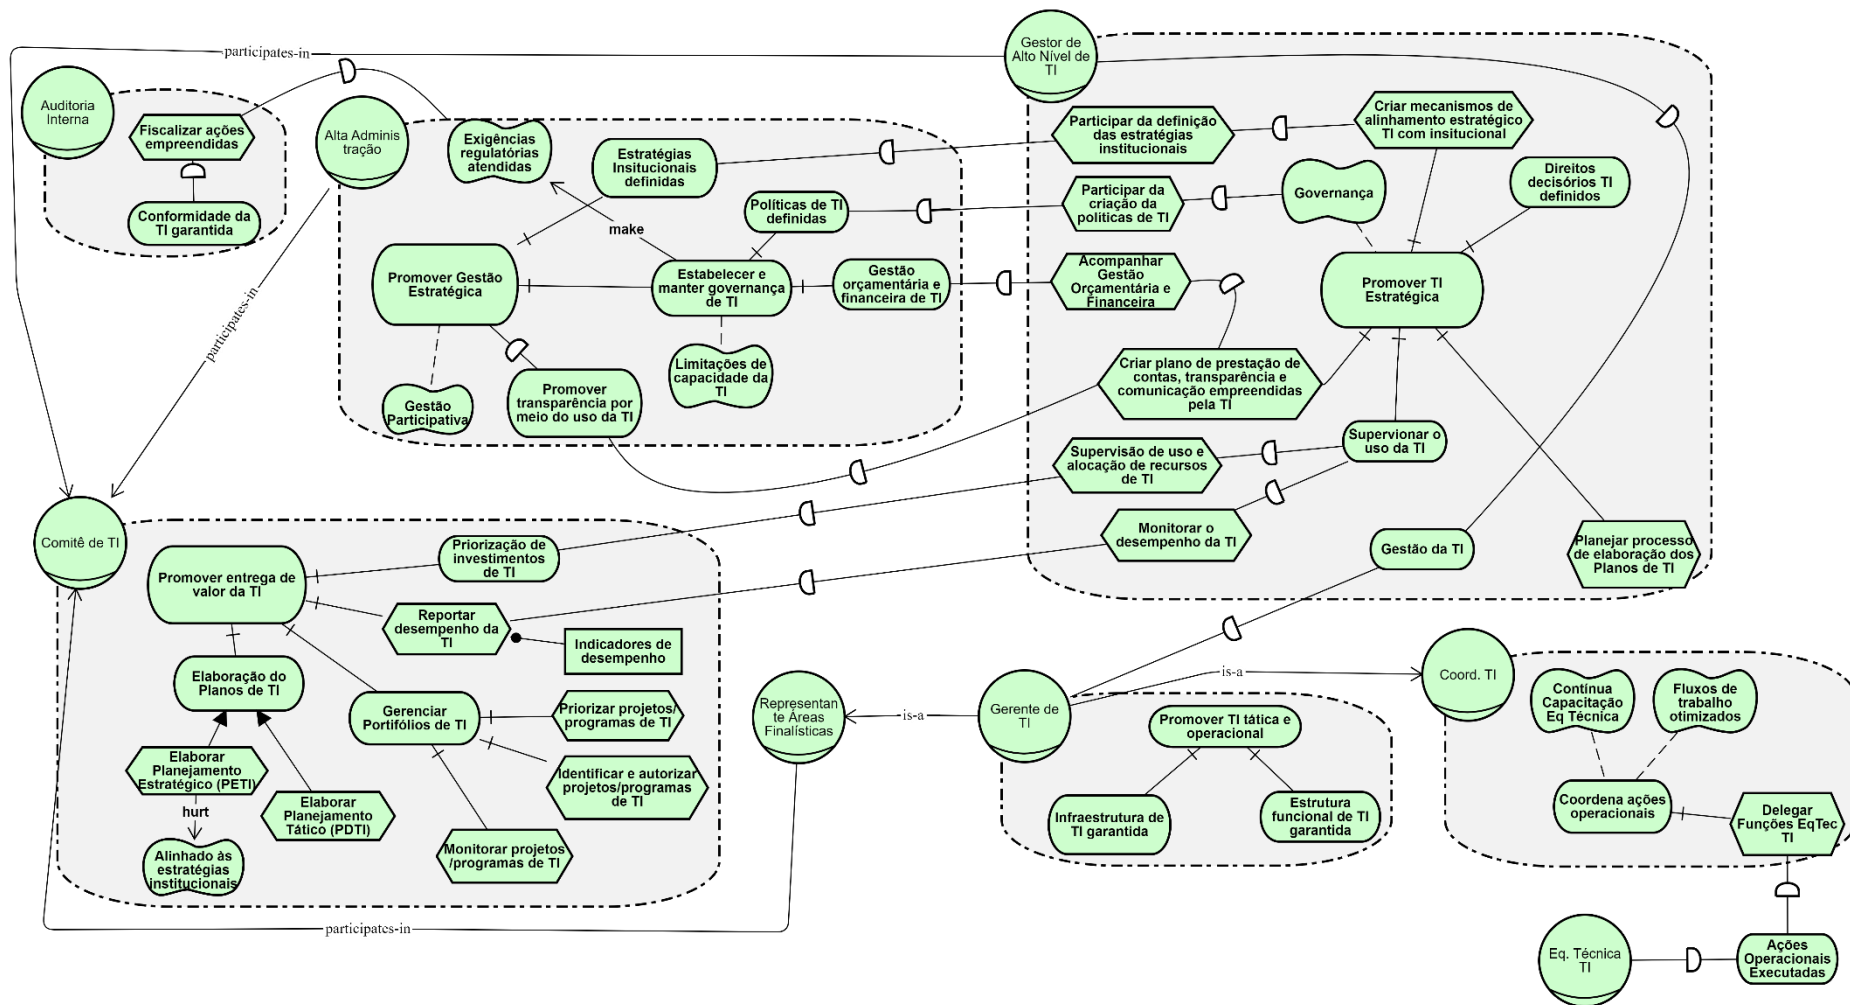 participates-in
Gestor de
Alto Nível de
TI
Auditoria
Interna
Fiscalizar ações
empreendidas
Conformidade da
TI garantida
Alta Adminis
tração
Exigências
regulatórias
atendidas
Estratégias
Insitucionais
definidas
Políticas de TI
definidas
make
Promover Gestão
Estratégica
Estabelecer e
manter governança
de TI
Gestão
orçamentária e
financeira de TI
Limitações de
capacidade da
TI
Gestão
Participativa
Promover
transparência por
meio do uso da TI
participates-in
Participar da definição
das estratégias
institucionais
Criar mecanismos de
alinhamento estratégico
TI com insitucional
Participar da
criação da
políticas de TI
Governança
Direitos
decisórios TI
definidos
Acompanhar
Gestão
Orçamentária e
Financeira
Promover TI
Estratégica
Criar plano de prestação de
contas, transparência e
comunicação empreendidas
pela TI
Supervisão de uso e
alocação de recursos
de TI
Supervionar o
uso da TI
Monitorar o
desempenho da TI
Gestão da TI
Planejar processo
de elaboração dos
Planos de TI
Comitê de TI
Promover entrega de
valor da TI
Priorização de
investimentos
de TI
Reportar
desempenho da
TI
Indicadores de
desempenho
Elaboração do
Planos de TI
Gerenciar
Portifólios de TI
Priorizar projetos/
programas de TI
Identificar e autorizar
projetos/programas
de TI
Monitorar projetos
/programas de TI
Elaborar
Planejamento
Estratégico (PETI)
Elaborar
Planejamento
Tático (PDTI)
hurt
Alinhado às
estratégias
institucionais
participates-in
Representan
te Áreas
Finalísticas
is-a
Gerente de
TI
is-a
Promover TI tática e
operacional
Infraestrutura de
TI garantida
Estrutura
funcional de TI
garantida
Coord. TI
Contínua
Capacitação
Eq Técnica
Fluxos de
trabalho
otimizados
Coordena ações
operacionais
Delegar
Funções EqTec
TI
Eq. Técnica
TI
Ações
Operacionais
Executadas